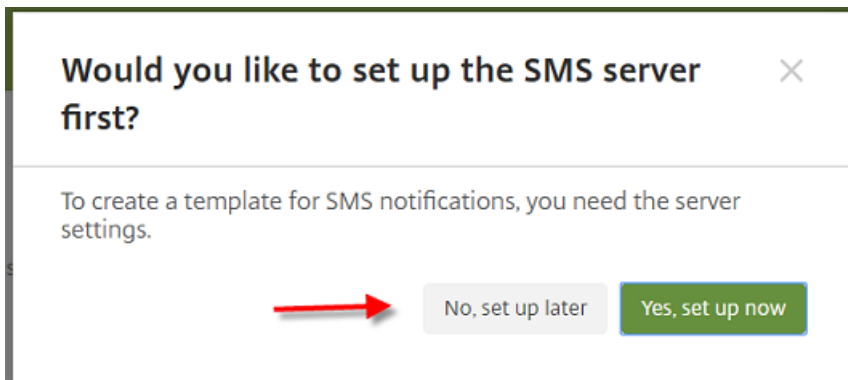 Would you like to set up the SMS server
first?
To create a template for SMS notifications, you need the server
settings.
No, set up later
Yes, set up now